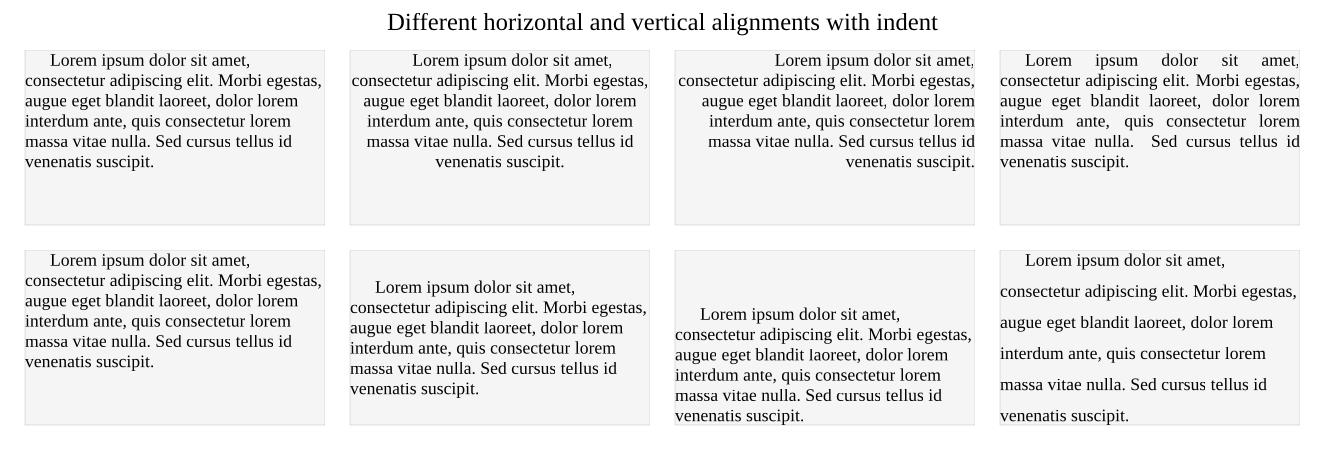 Different horizontal and vertical alignments with indent
Lorem ipsum dolor sit amet,
consectetur adipiscing elit. Morbi egestas,
augue eget blandit laoreet, dolor lorem
interdum ante, quis consectetur lorem
massa vitae nulla. Sed cursus tellus id
venenatis suscipit.
Lorem ipsum dolor sit amet,
consectetur adipiscing elit. Morbi egestas,
augue eget blandit laoreet, dolor lorem
interdum ante, quis consectetur lorem
massa vitae nulla. Sed cursus tellus id
venenatis suscipit.
Lorem ipsum dolor sit amet,
consectetur adipiscing elit. Morbi egestas,
augue eget blandit laoreet, dolor lorem
interdum ante, quis consectetur lorem
massa vitae nulla. Sed cursus tellus id
venenatis suscipit.
Lorem ipsum dolor sit amet,
consectetur adipiscing elit. Morbi egestas,
augue eget blandit laoreet, dolor lorem
interdum ante, quis consectetur lorem
massa vitae nulla. Sed cursus tellus id
venenatis suscipit.
Lorem ipsum dolor sit amet,
consectetur adipiscing elit. Morbi egestas,
augue eget blandit laoreet, dolor lorem
interdum ante, quis consectetur lorem
massa vitae nulla. Sed cursus tellus id
venenatis suscipit.
Lorem ipsum dolor sit amet,
consectetur adipiscing elit. Morbi egestas,
augue eget blandit laoreet, dolor lorem
interdum ante, quis consectetur lorem
massa vitae nulla. Sed cursus tellus id
venenatis suscipit.
Lorem ipsum dolor sit amet,
consectetur adipiscing elit. Morbi egestas,
augue eget blandit laoreet, dolor lorem
interdum ante, quis consectetur lorem
massa vitae nulla. Sed cursus tellus id
venenatis suscipit.
Lorem ipsum dolor sit amet,
consectetur adipiscing elit. Morbi egestas,
augue eget blandit laoreet, dolor lorem
interdum ante, quis consectetur lorem
massa vitae nulla. Sed cursus tellus id
venenatis suscipit.